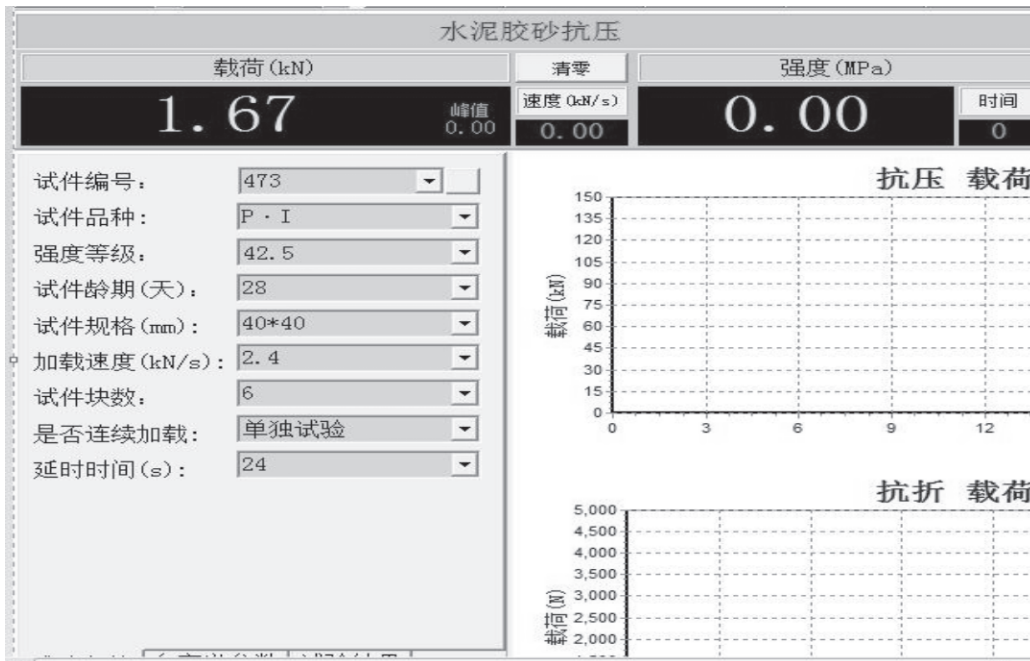 水泥胶砂抗压
载荷(kN) 清零 强度(MPa)
1.67 峰值 0.00 速度(kN/s) 0.00 0.00 时间 0
试件编号: 473
试件品种: P·I
强度等级: 42.5
试件龄期(天): 28
试件规格(mm): 40*40
加载速度(kN/s): 2.4
试件块数: 6
是否连续加载: 单独试验
延时时间(s): 24
抗压 载荷
150
135
120
105
90
75
60
45
30
15
0
载荷(kN)
0 3 6 9 12
抗折 载荷
5,000
4,500
4,000
3,500
3,000
2,500
2,000
载荷(N)